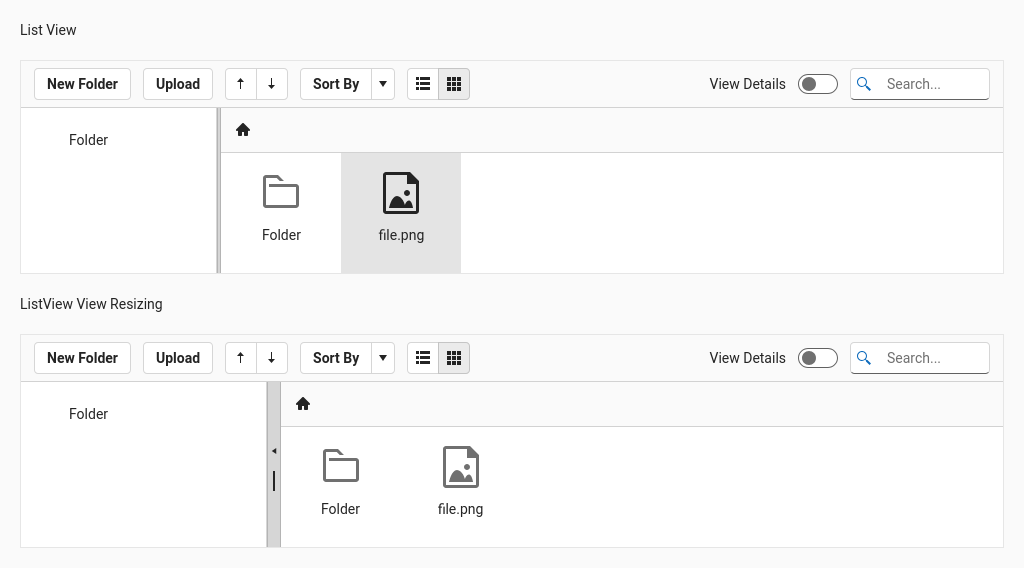 List View
New Folder Upload Sort By View Details Search...
Folder
Folder file.png
ListView View Resizing
New Folder Upload Sort By View Details Search...
Folder
Folder file.png